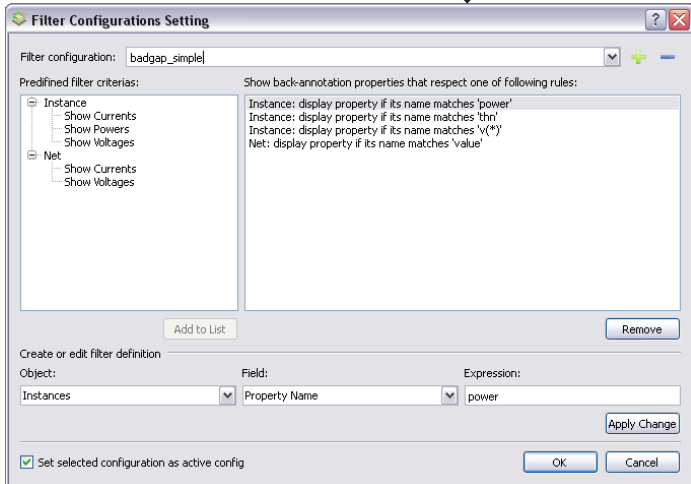 Filter Configurations Setting
Filter configuration: badgap_simple
Predifined filter criterias:
Show back-annotation properties that respect one of following rules:
Instance
Show Currents
Show Powers
Show Voltages
Net
Show Currents
Show Voltages
Instance: display property if its name matches 'power'
Instance: display property if its name matches 'thn'
Instance: display property if its name matches 'v(*)'
Net: display property if its name matches 'value'
Add to List
Remove
Create or edit filter definition
Object: Field: Expression:
Instances Property Name power
Apply Change
Set selected configuration as active config
OK Cancel